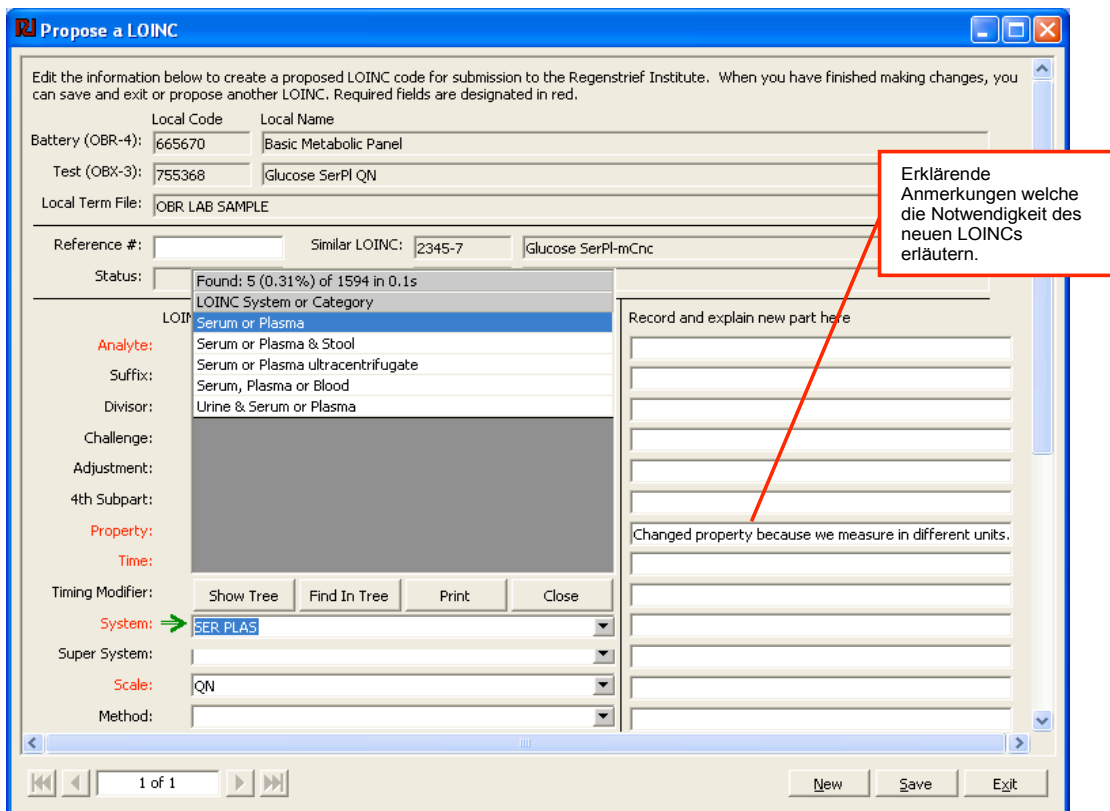 Propose a LOINC
Edit the information below to create a proposed LOINC code for submission to the Regenstrief Institute.  When you have finished making changes, you
can save and exit or propose another LOINC. Required fields are designated in red.
Local Code Local Name
Battery (OBR-4): 665670 Basic Metabolic Panel
Test (OBX-3): 755368 Glucose SerPl QN
Local Term File: OBR LAB SAMPLE
Erklärende
Anmerkungen welche
die Notwendigkeit des
neuen LOINCs
erläutern.
Reference #: Similar LOINC: 2345-7 Glucose SerPl-mCnc
Status:
Found: 5 (0.31%) of 1594 in 0.1s
LOINC System or Category
Serum or Plasma
Serum or Plasma & Stool
Serum or Plasma ultracentrifugate
Serum, Plasma or Blood
Urine & Serum or Plasma
Record and explain new part here
Analyte:
Suffix:
Divisor:
Challenge:
Adjustment:
4th Subpart:
Property: Changed property because we measure in different units.
Time:
Timing Modifier: Show Tree Find In Tree Print Close
System: SER PLAS
Super System:
Scale: QN
Method:
1 of 1 New Save Exit